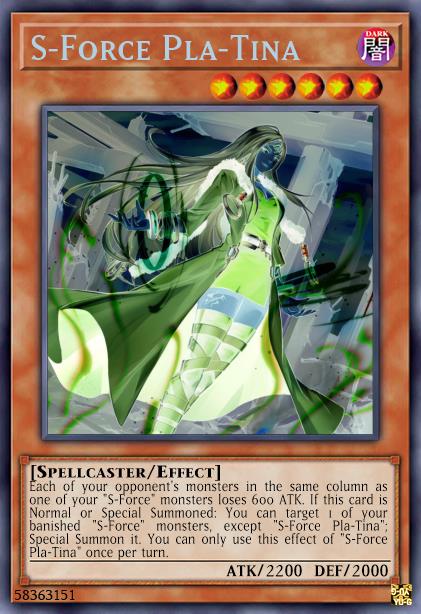 S-Force Pla-Tina
DARK
闇
[Spellcaster/Effect]
Each of your opponent's monsters in the same column as
one of your "S-Force" monsters loses 600 ATK. If this card is
Normal or Special Summoned: You can target 1 of your
banished "S-Force" monsters, except "S-Force Pla-Tina";
Special Summon it. You can only use this effect of "S-Force
Pla-Tina" once per turn.
ATK/2200 DEF/2000
58363151